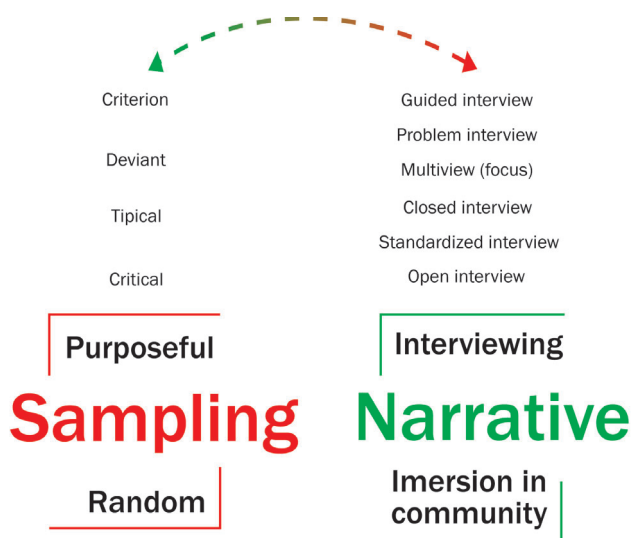 Criterion
Deviant
Tipical
Critical
Purposeful
Sampling
Random
Guided interview
Problem interview
Multiview (focus)
Closed interview
Standardized interview
Open interview
Interviewing
Narrative
Imersion in
community